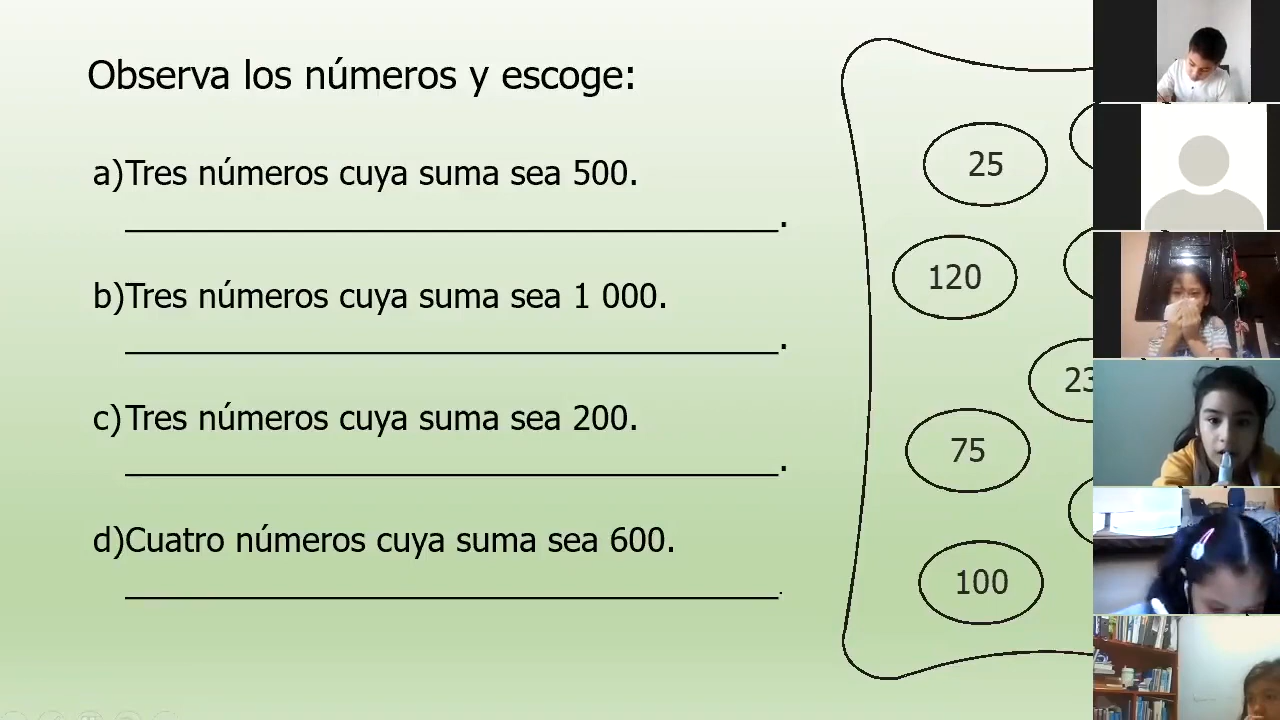 Observa los números y escoge:
a)Tres números cuya suma sea 500.
.
b)Tres números cuya suma sea 1 000.
.
c)Tres números cuya suma sea 200.
.
d)Cuatro números cuya suma sea 600.
.
25
120
75
100